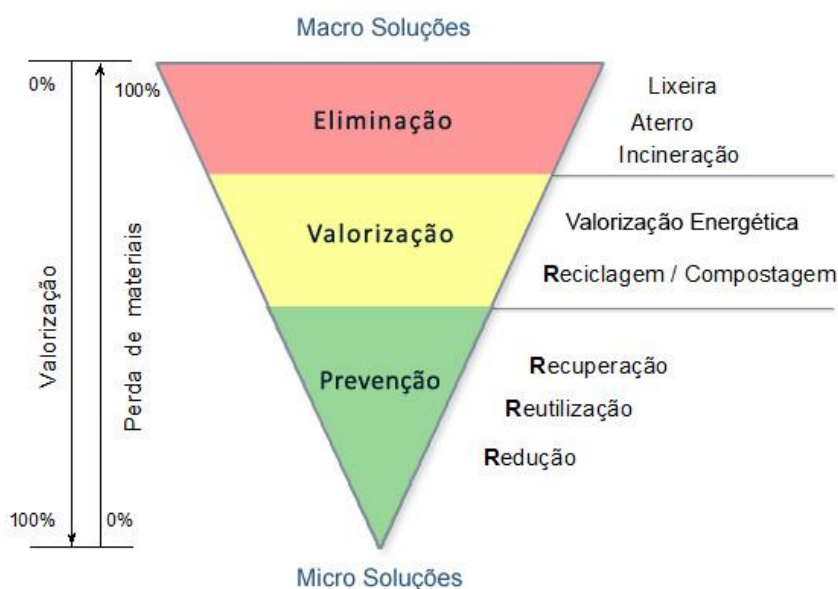 Macro Soluções
0%
100%
Valorização
Perda de materiais
100%
0%
Eliminação
Lixeira
Aterro
Incineração
Valorização
Valorização Energética
Reciclagem / Compostagem
Prevenção
Recuperação
Reutilização
Redução
Micro Soluções